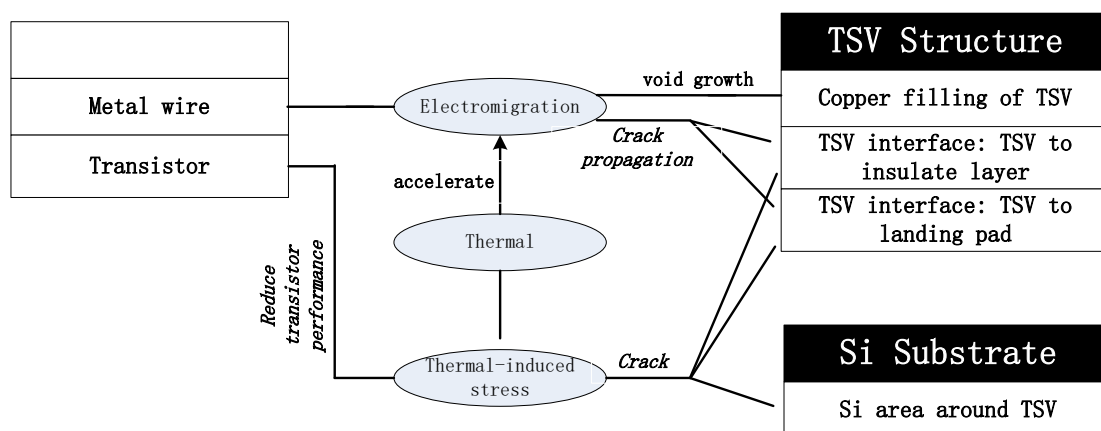 TSV Structure
Metal wire
Electromigration
void growth
Copper filling of TSV
Crack
propagation
TSV interface: TSV to
insulate layer
Transistor
accelerate
TSV interface: TSV to
landing pad
Thermal
Reduce
transistor
performance
Thermal-induced
stress
Crack
Si Substrate
Si area around TSV